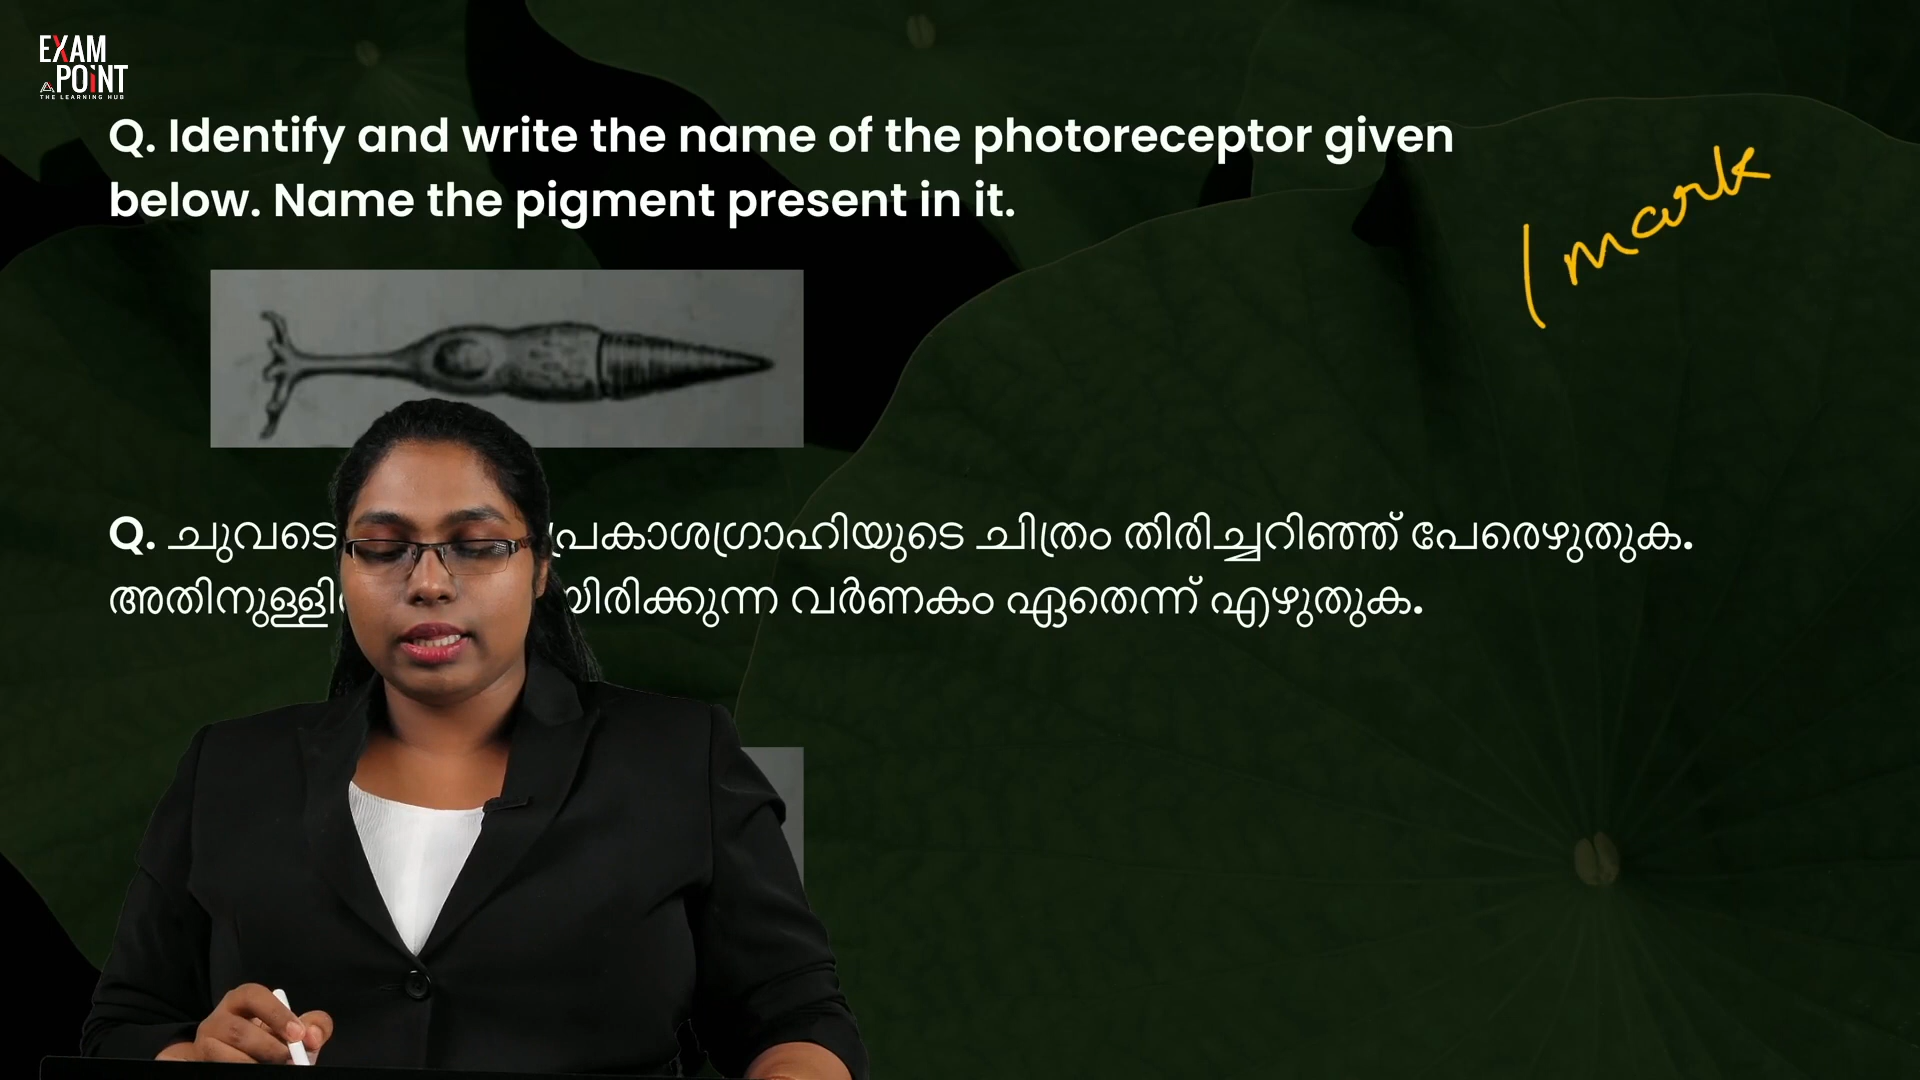 EXAM
POINT
THE LEARNING HUB
Q. Identify and write the name of the photoreceptor given
below. Name the pigment present in it.
1 mark
Q. ചുവടെ പ്രകാശഗ്രാഹിയുടെ ചിത്രം തിരിച്ചറിഞ്ഞ് പേരെഴുതുക.
വർണകം ഏതെന്ന് എഴുതുക.